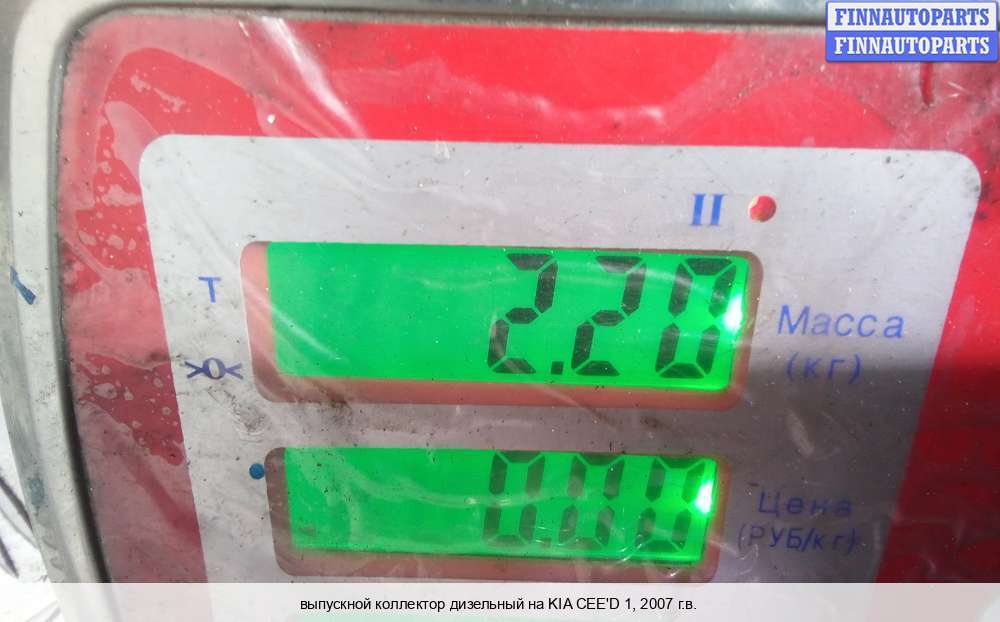 FINNAUTOPARTS
FINNAUTOPARTS
II
T
2.20
Масса
(кг)
>0<
0.00
Цена
(РУБ/кг)
выпускной коллектор дизельный на KIA CEE'D 1, 2007 г.в.